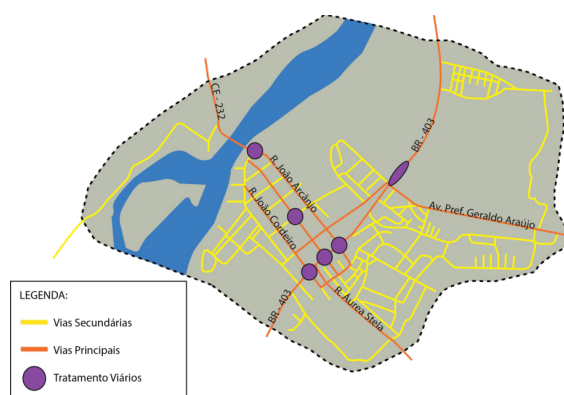 CE - 232
BR - 403
R. João Arcânjo
R. João Cordeiro
Av. Pref. Geraldo Araújo
BR - 403
R. Áurea Stela
LEGENDA:
Vias Secundárias
Vias Principais
Tratamento Viários